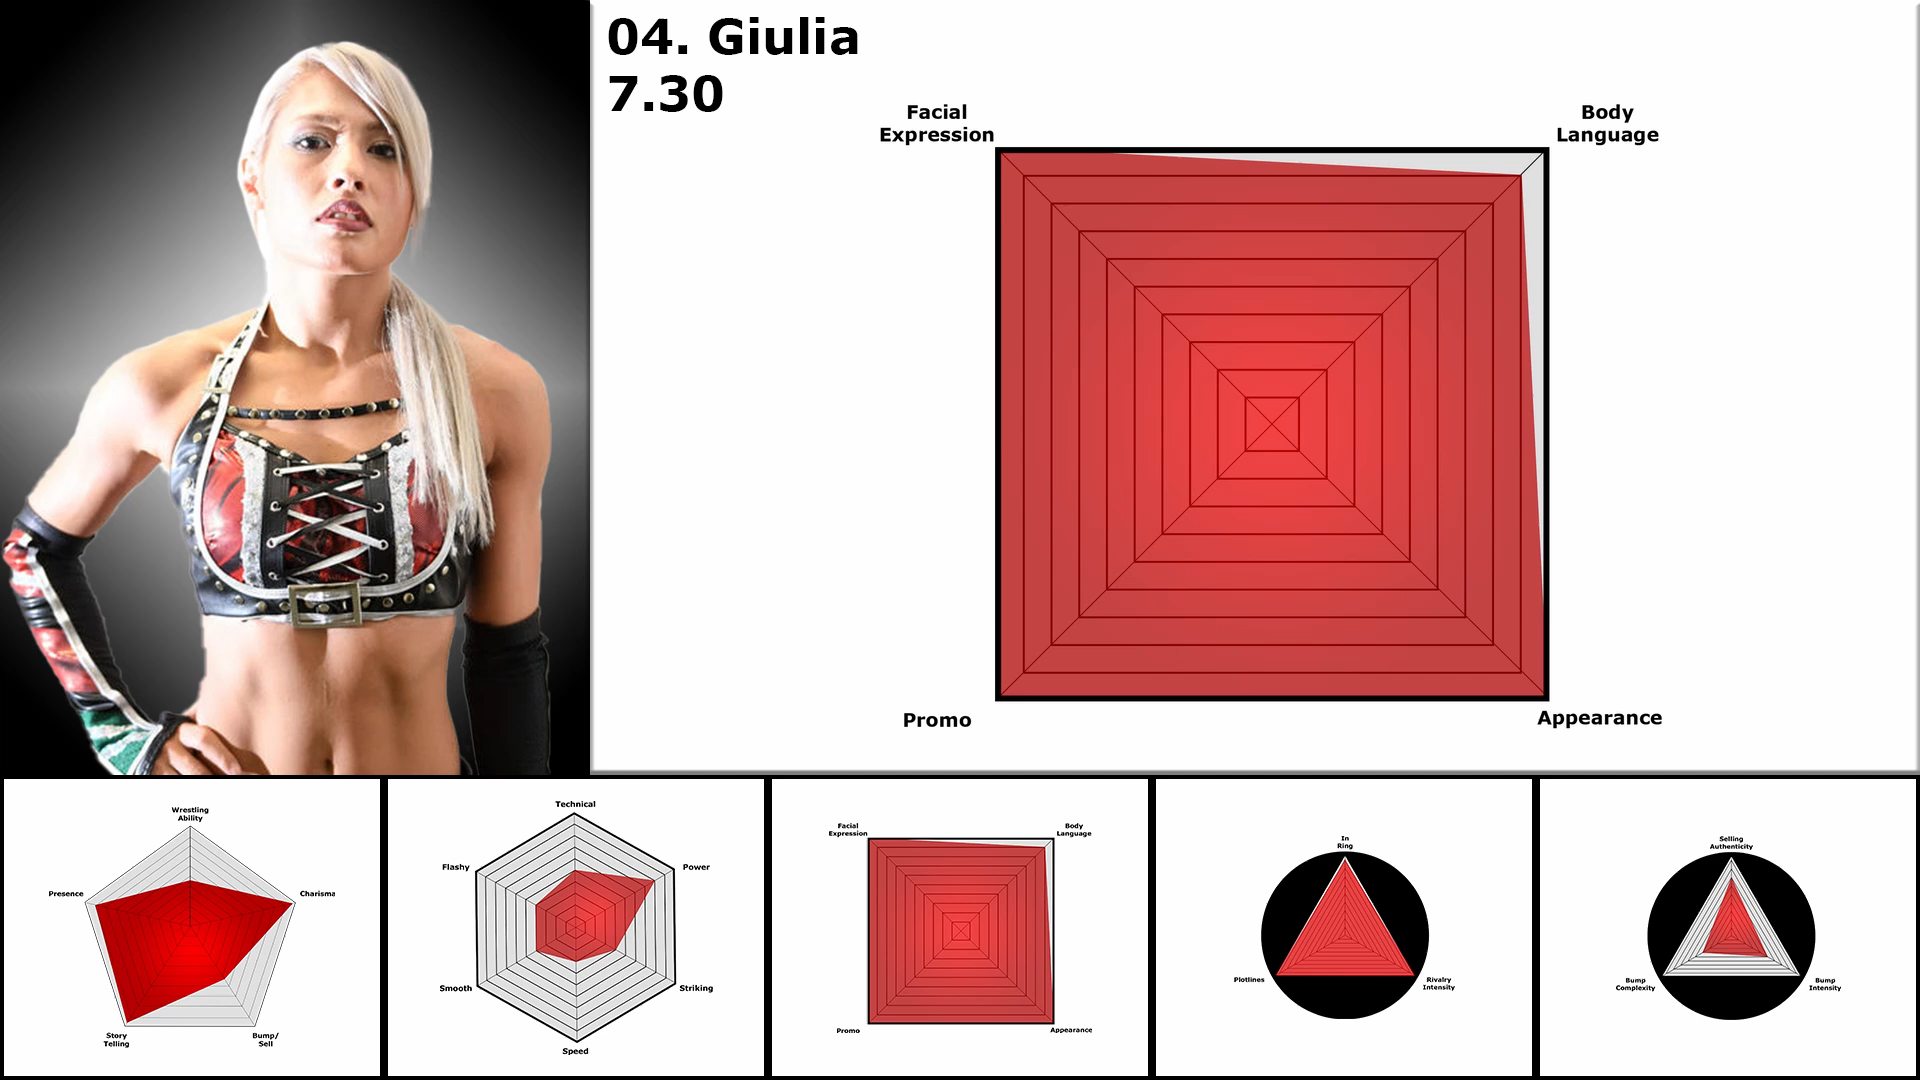 04. Giulia
7.30
Facial
Expression
Body
Language
Promo
Appearance
Wrestling
Ability
Presence
Charisma
Story
Telling
Bump/
Sell
Technical
Flashy
Power
Smooth
Striking
Speed
Facial
Expression
Body
Language
Promo
Appearance
In
Ring
Plotlines
Rivalry
Intensity
Selling
Authenticity
Bump
Complexity
Bump
Intensity